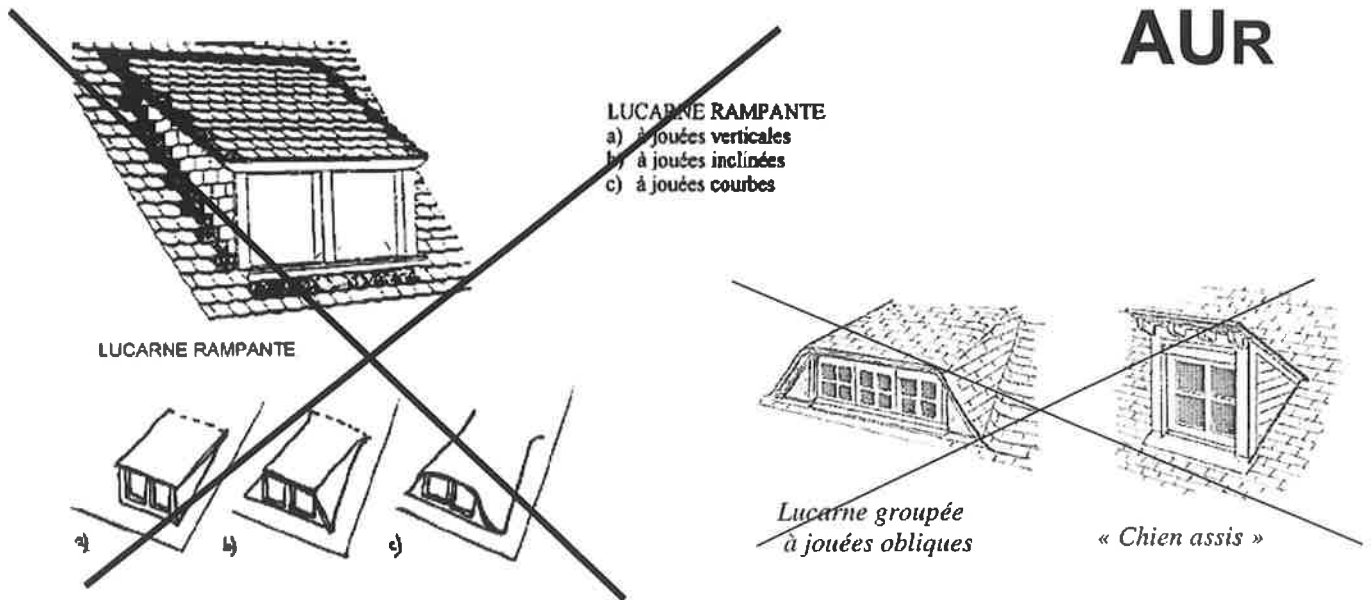 AUR
LUCARNE RAMPANTE
a) à jouées verticales
b) à jouées inclinées
c) à jouées courbes
LUCARNE RAMPANTE
a)
b)
c)
Lucarne groupée
à jouées obliques
« Chien assis »